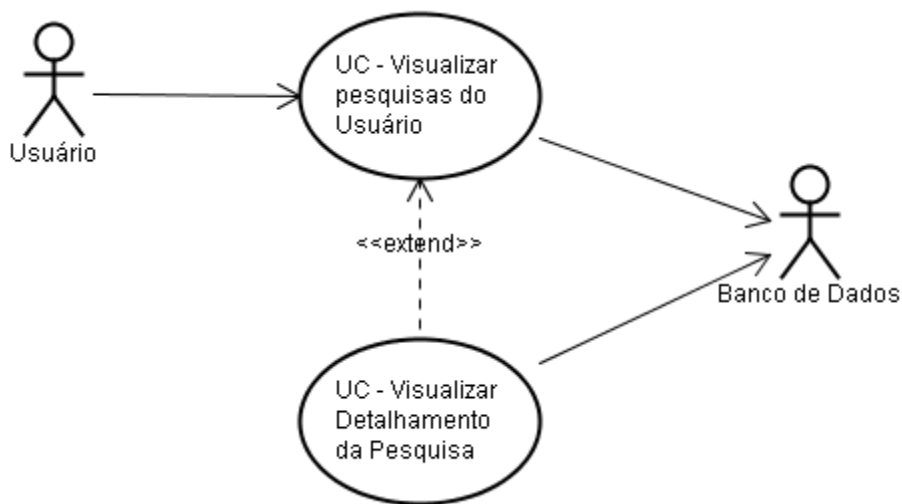 UC - Visualizar
pesquisas do
Usuário
Usuário
<<extend>>
Banco de Dados
UC - Visualizar
Detalhamento
da Pesquisa